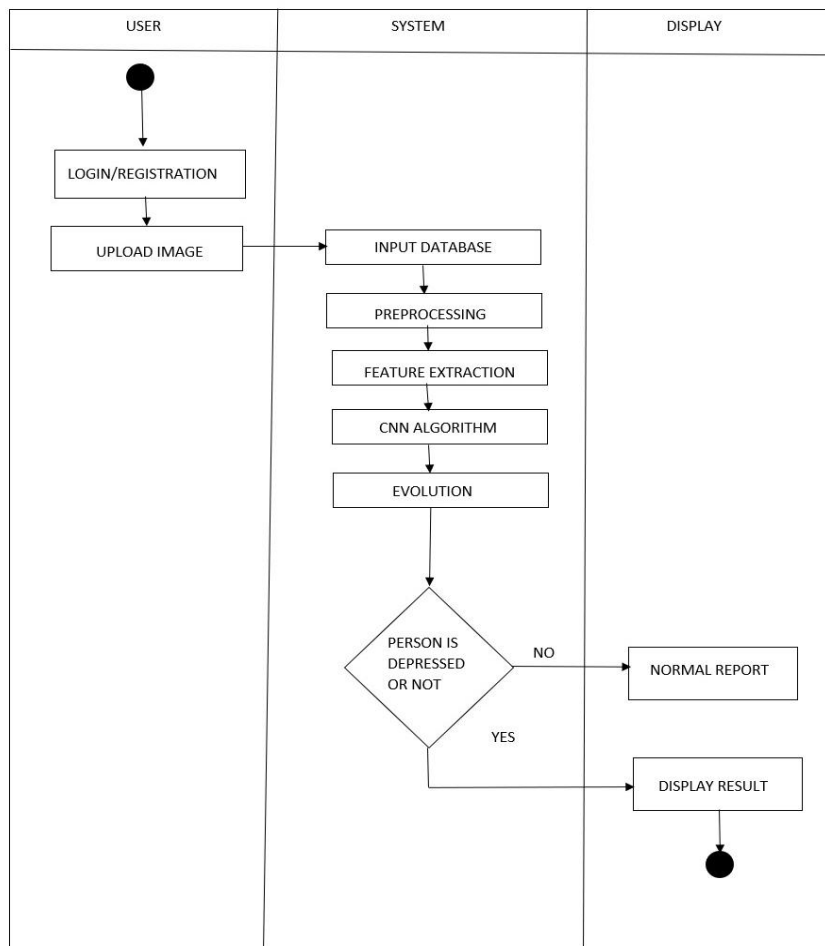 USER
SYSTEM
DISPLAY
LOGIN/REGISTRATION
UPLOAD IMAGE
INPUT DATABASE
PREPROCESSING
FEATURE EXTRACTION
CNN ALGORITHM
EVOLUTION
PERSON IS
DEPRESSED
OR NOT
NO
NORMAL REPORT
YES
DISPLAY RESULT